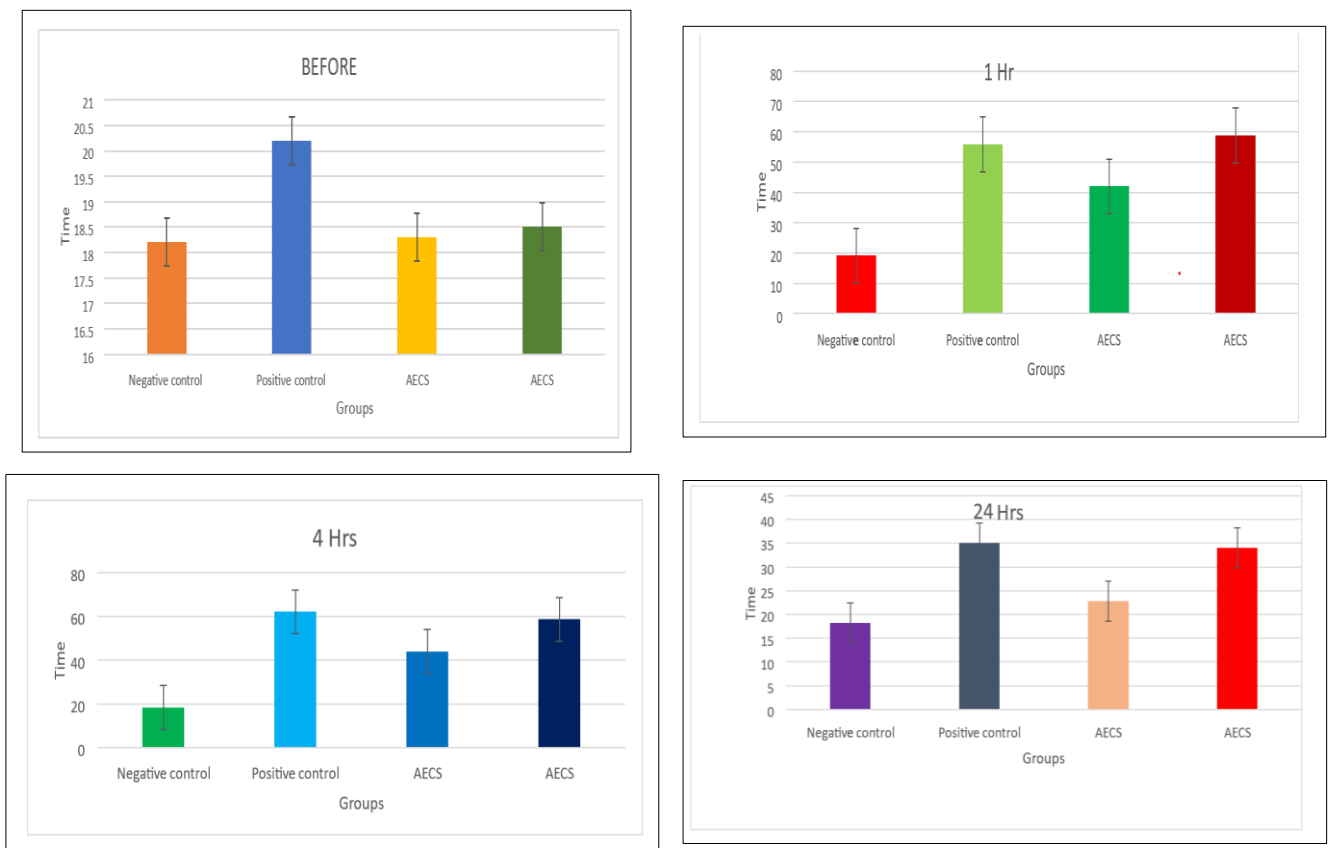 BEFORE
21
20.5
20
19.5
19
18.5
18
17.5
17
16.5
16
Time
Negative control Positive control AECS AECS
Groups
1 Hr
80
70
60
50
40
30
20
10
0
Time
Negative control Positive control AECS AECS
Groups
4 Hrs
80
60
40
20
0
Time
Negative control Positive control AECS AECS
Groups
24 Hrs
45
40
35
30
25
20
15
10
5
0
Time
Negative control Positive control AECS AECS
Groups